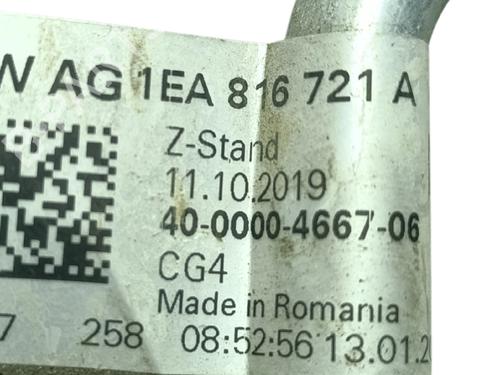 W AG 1EA 816 721 A
Z-Stand
11.10.2019
40-0000-4667-06
CG4
Made in Romania
7 258 08:52:56 13.01.2